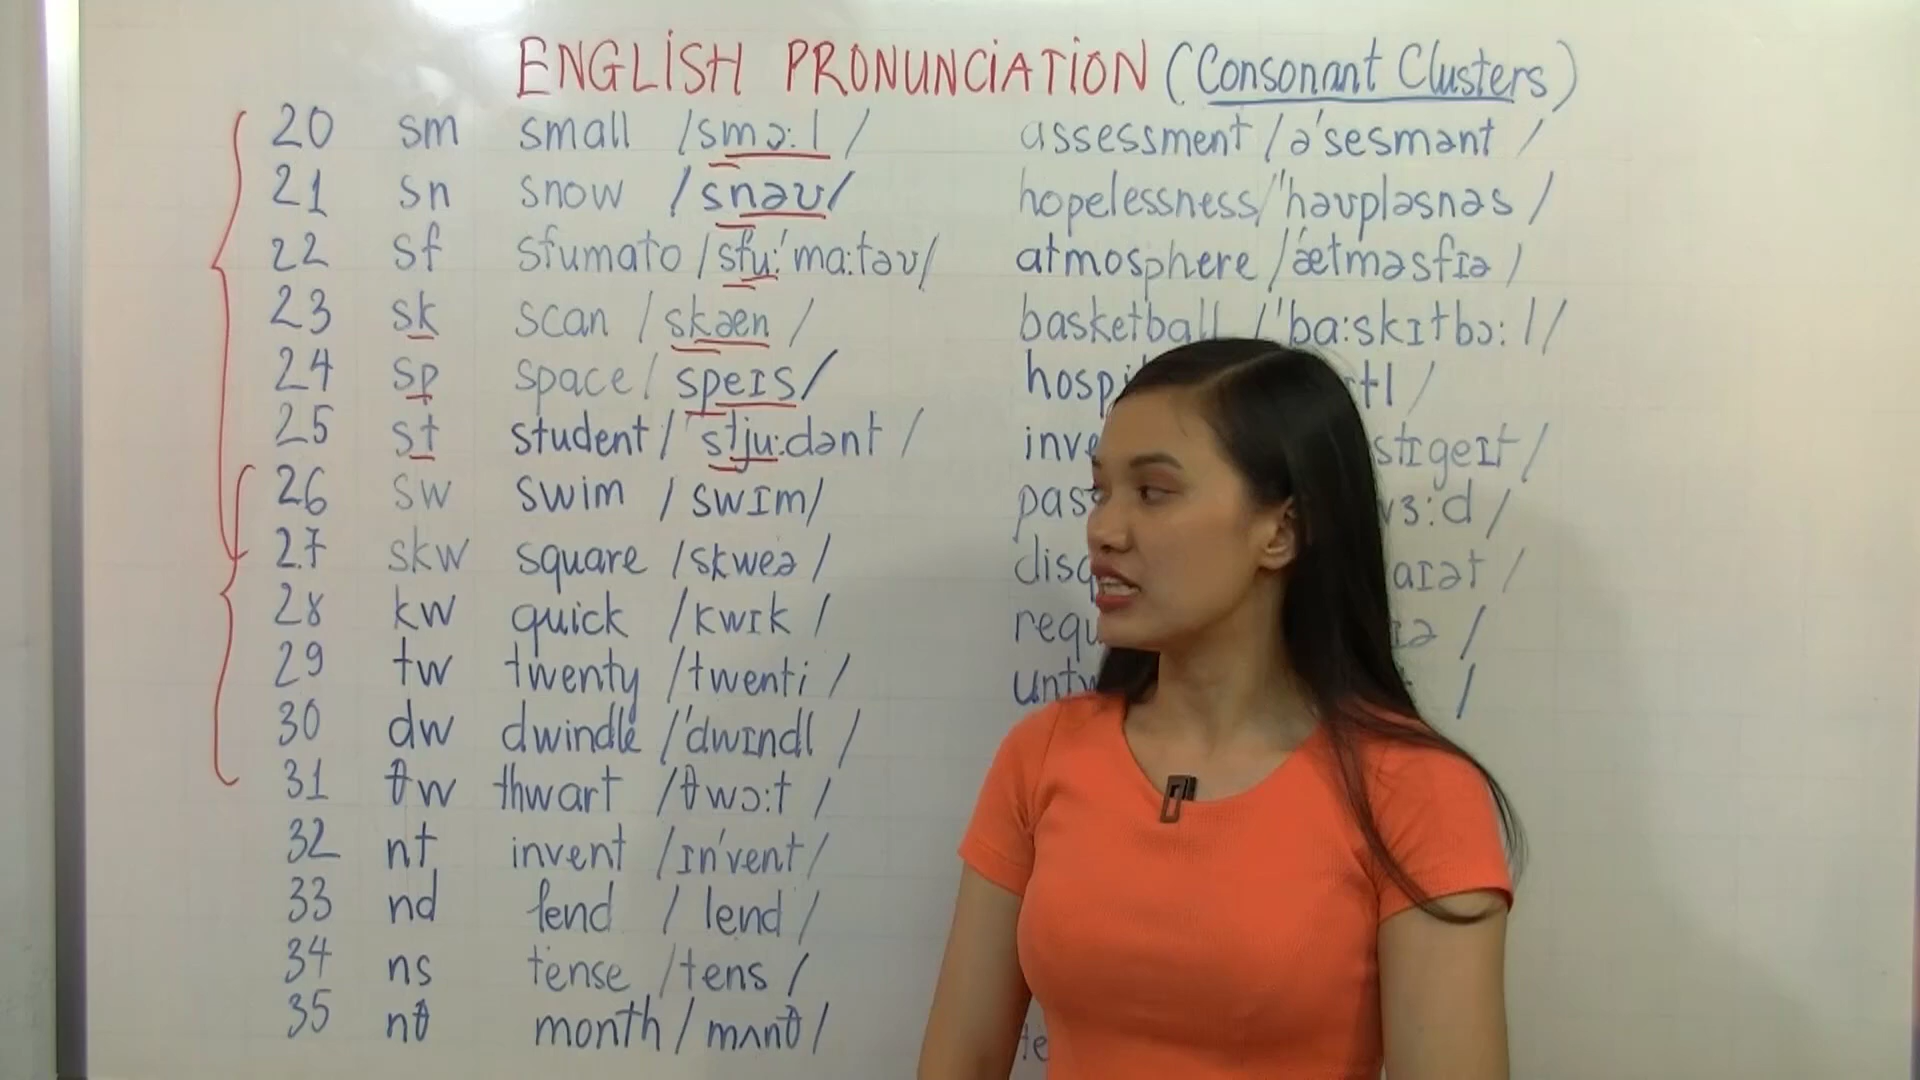 ENGLISH PRONUNCIATION (Consonant Clusters)
20 sm small /smɔ:l/ assessment /ə'sesmənt/
21 sn snow /snəʊ/ hopelessness /'həʊpləsnəs/
22 sf sfumato /sfu:'ma:təʊ/ atmosphere /'ætməsfɪə/
23 sk scan /skæn/ basketball /'ba:skɪtbɔ:l/
24 sp space /speɪs/
25 st student /'stju:dənt/ stɪgeɪt/
26 sw swim /swɪm/
27 skw square /skweə/
28 kw quick /kwɪk/
29 tw twenty /twenti/
30 dw dwindle /'dwɪndl/
31 θw thwart /θwɔ:t/
32 nt invent /ɪn'vent/
33 nd lend /lend/
34 ns tense /tens/
35 nθ month /mʌnθ/